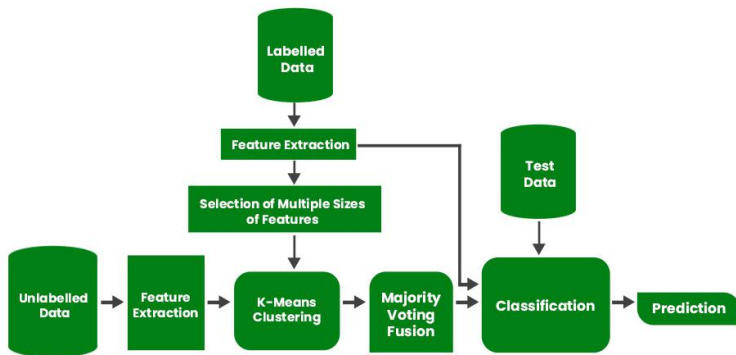 Labelled
Data
Feature Extraction
Selection of Multiple Sizes
of Features
Test
Data
Unlabelled
Data
Feature
Extraction
K-Means
Clustering
Majority
Voting
Fusion
Classification
Prediction